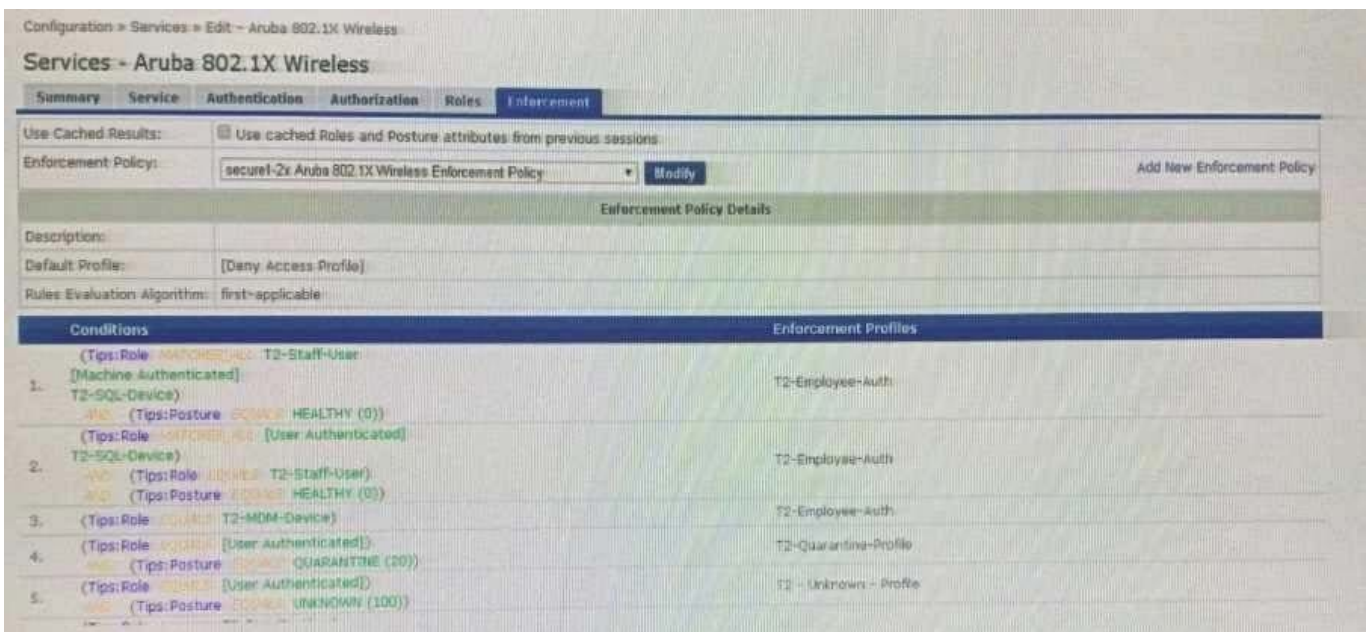 Configuration » Services » Edit - Aruba 802.1X Wireless
Services - Aruba 802.1X Wireless
Summary Service Authentication Authorization Roles Enforcement
Use Cached Results: Use cached Roles and Posture attributes from previous sessions
Enforcement Policy: secure1-2x Aruba 802.1X Wireless Enforcement Policy Modify Add New Enforcement Policy
Enforcement Policy Details
Description:
Default Profile: [Deny Access Profile]
Rules Evaluation Algorithm: first-applicable
Conditions Enforcement Profiles
(Tips:Role MATCHES_ALL T2-Staff-User
1. [Machine Authenticated] T2-Employee-Auth
T2-SQL-Device)
AND (Tips:Posture EQUALS HEALTHY (0))
(Tips:Role MATCHES_ALL [User Authenticated]
2. T2-SQL-Device) T2-Employee-Auth
AND (Tips:Role EQUALS T2-Staff-User)
AND (Tips:Posture EQUALS HEALTHY (0))
3. (Tips:Role EQUALS T2-MDM-Device) T2-Employee-Auth
4. (Tips:Role EQUALS [User Authenticated]) T2-Quarantine-Profile
AND (Tips:Posture EQUALS QUARANTINE (20))
5. (Tips:Role EQUALS [User Authenticated]) T2 - Unknown - Profile
AND (Tips:Posture EQUALS UNKNOWN (100))